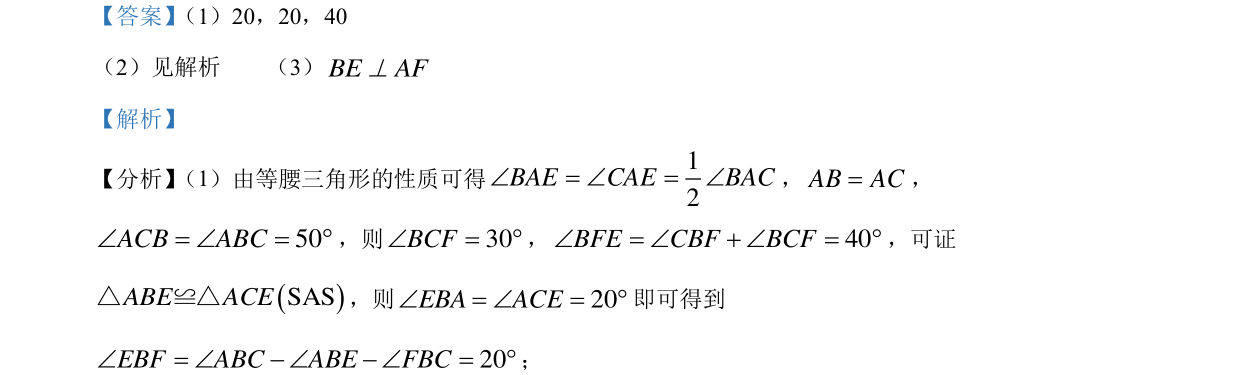 【答案】（1）20，20，40
（2）见解析 （3）BE⊥AF
【解析】
【分析】（1）由等腰三角形的性质可得∠BAE=∠CAE=1/2∠BAC，AB=AC，
∠ACB=∠ABC=50°，则∠BCF=30°，∠BFE=∠CBF+∠BCF=40°，可证
△ABE≌△ACE(SAS)，则∠EBA=∠ACE=20°即可得到
∠EBF=∠ABC−∠ABE−∠FBC=20°；